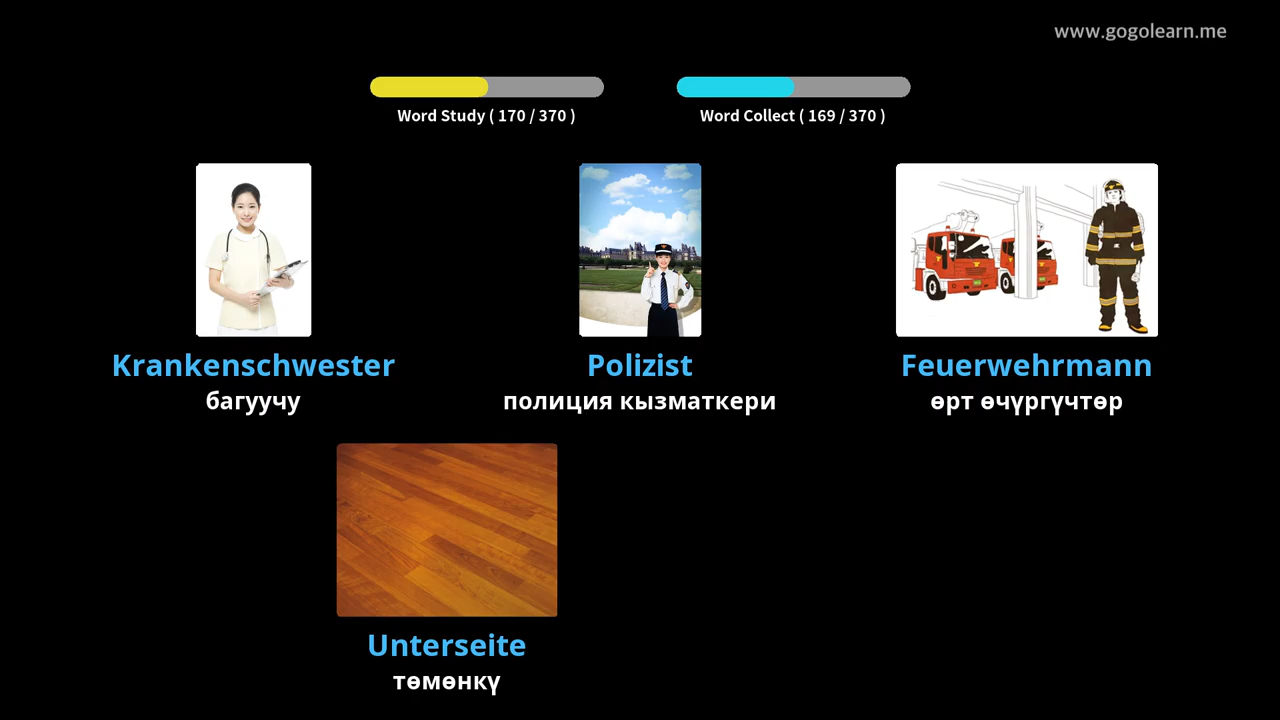 www.gogolearn.me
Word Study ( 170 / 370 )
Word Collect ( 169 / 370 )
Krankenschwester
багуучу
Polizist
полиция кызматкери
Feuerwehrmann
өрт өчүргүчтөр
Unterseite
төмөнкү